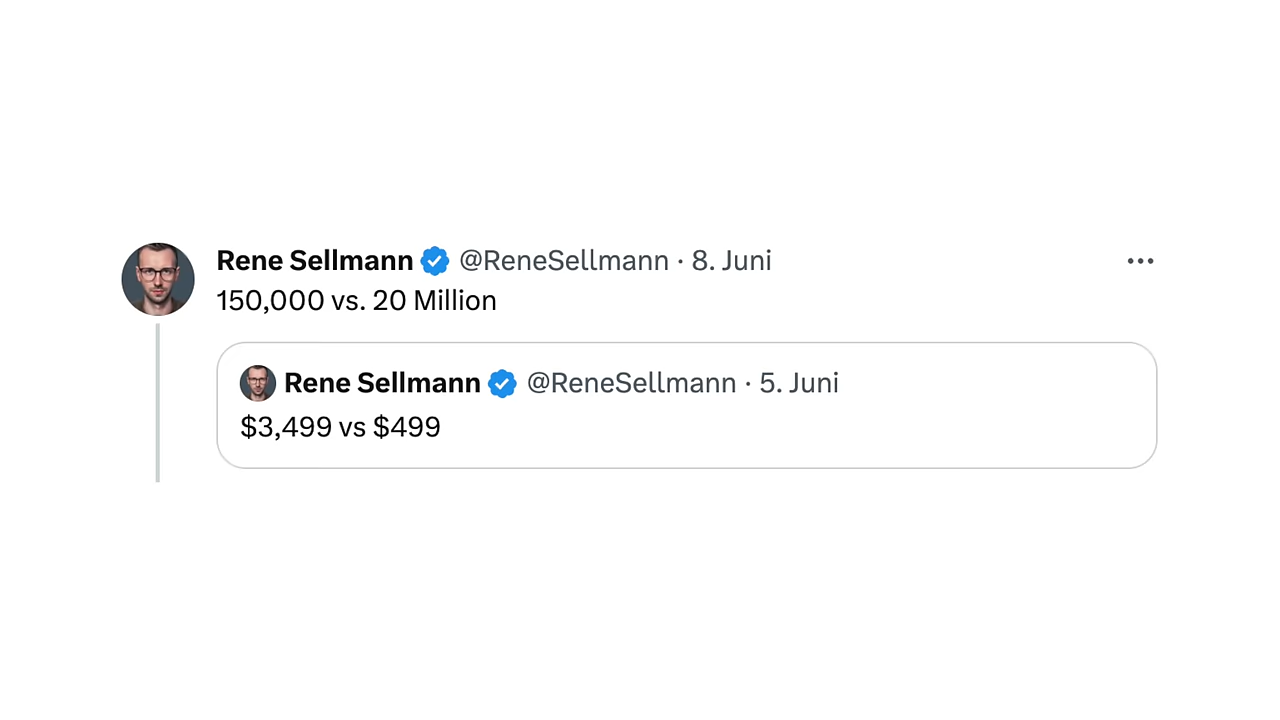 Rene Sellmann @ReneSellmann · 8. Juni
150,000 vs. 20 Million
Rene Sellmann @ReneSellmann · 5. Juni
$3,499 vs $499